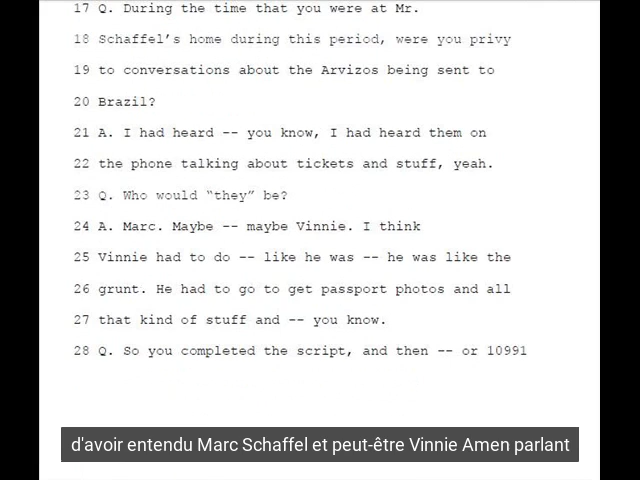 17 Q. During the time that you were at Mr.
18 Schaffel’s home during this period, were you privy
19 to conversations about the Arvizos being sent to
20 Brazil?
21 A. I had heard -- you know, I had heard them on
22 the phone talking about tickets and stuff, yeah.
23 Q. Who would “they” be?
24 A. Marc. Maybe -- maybe Vinnie. I think
25 Vinnie had to do -- like he was -- he was like the
26 grunt. He had to go to get passport photos and all
27 that kind of stuff and -- you know.
28 Q. So you completed the script, and then -- or 10991
d'avoir entendu Marc Schaffel et peut-être Vinnie Amen parlant